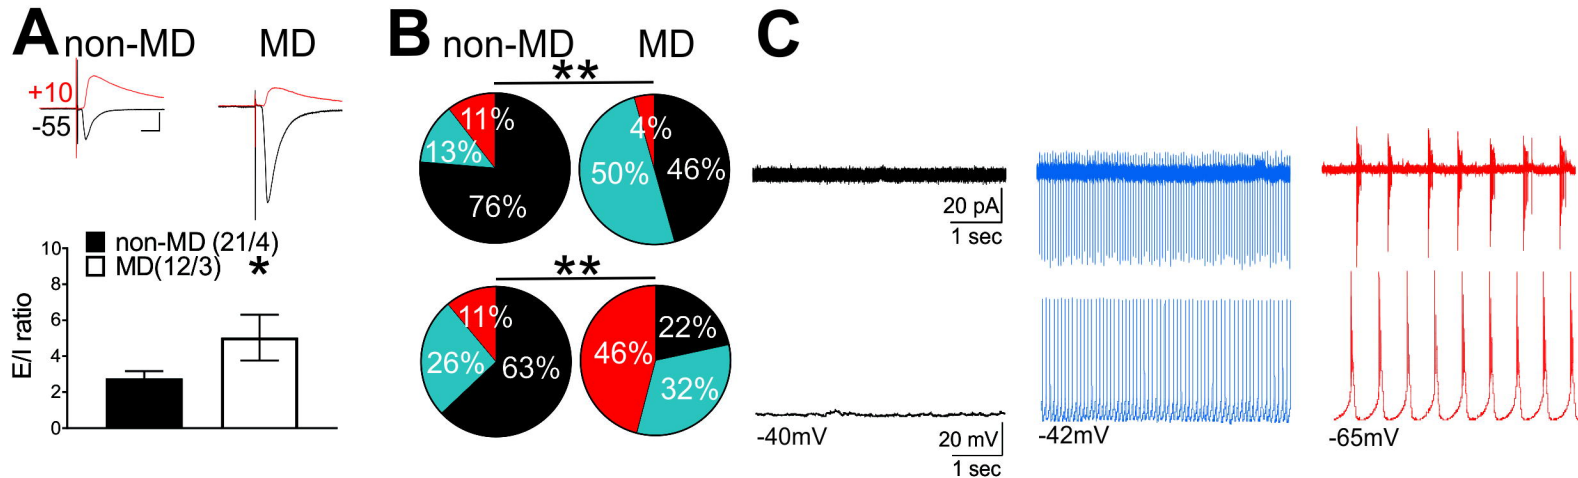 A
non-MD
MD
+10
-55
10
8
6
4
2
0
E/I ratio
non-MD (21/4)
MD(12/3)
*
B
non-MD
MD
**
11%
13%
76%
4%
50%
46%
**
11%
26%
63%
22%
46%
32%
C
20 pA
1 sec
-40mV
20 mV
1 sec
-42mV
-65mV